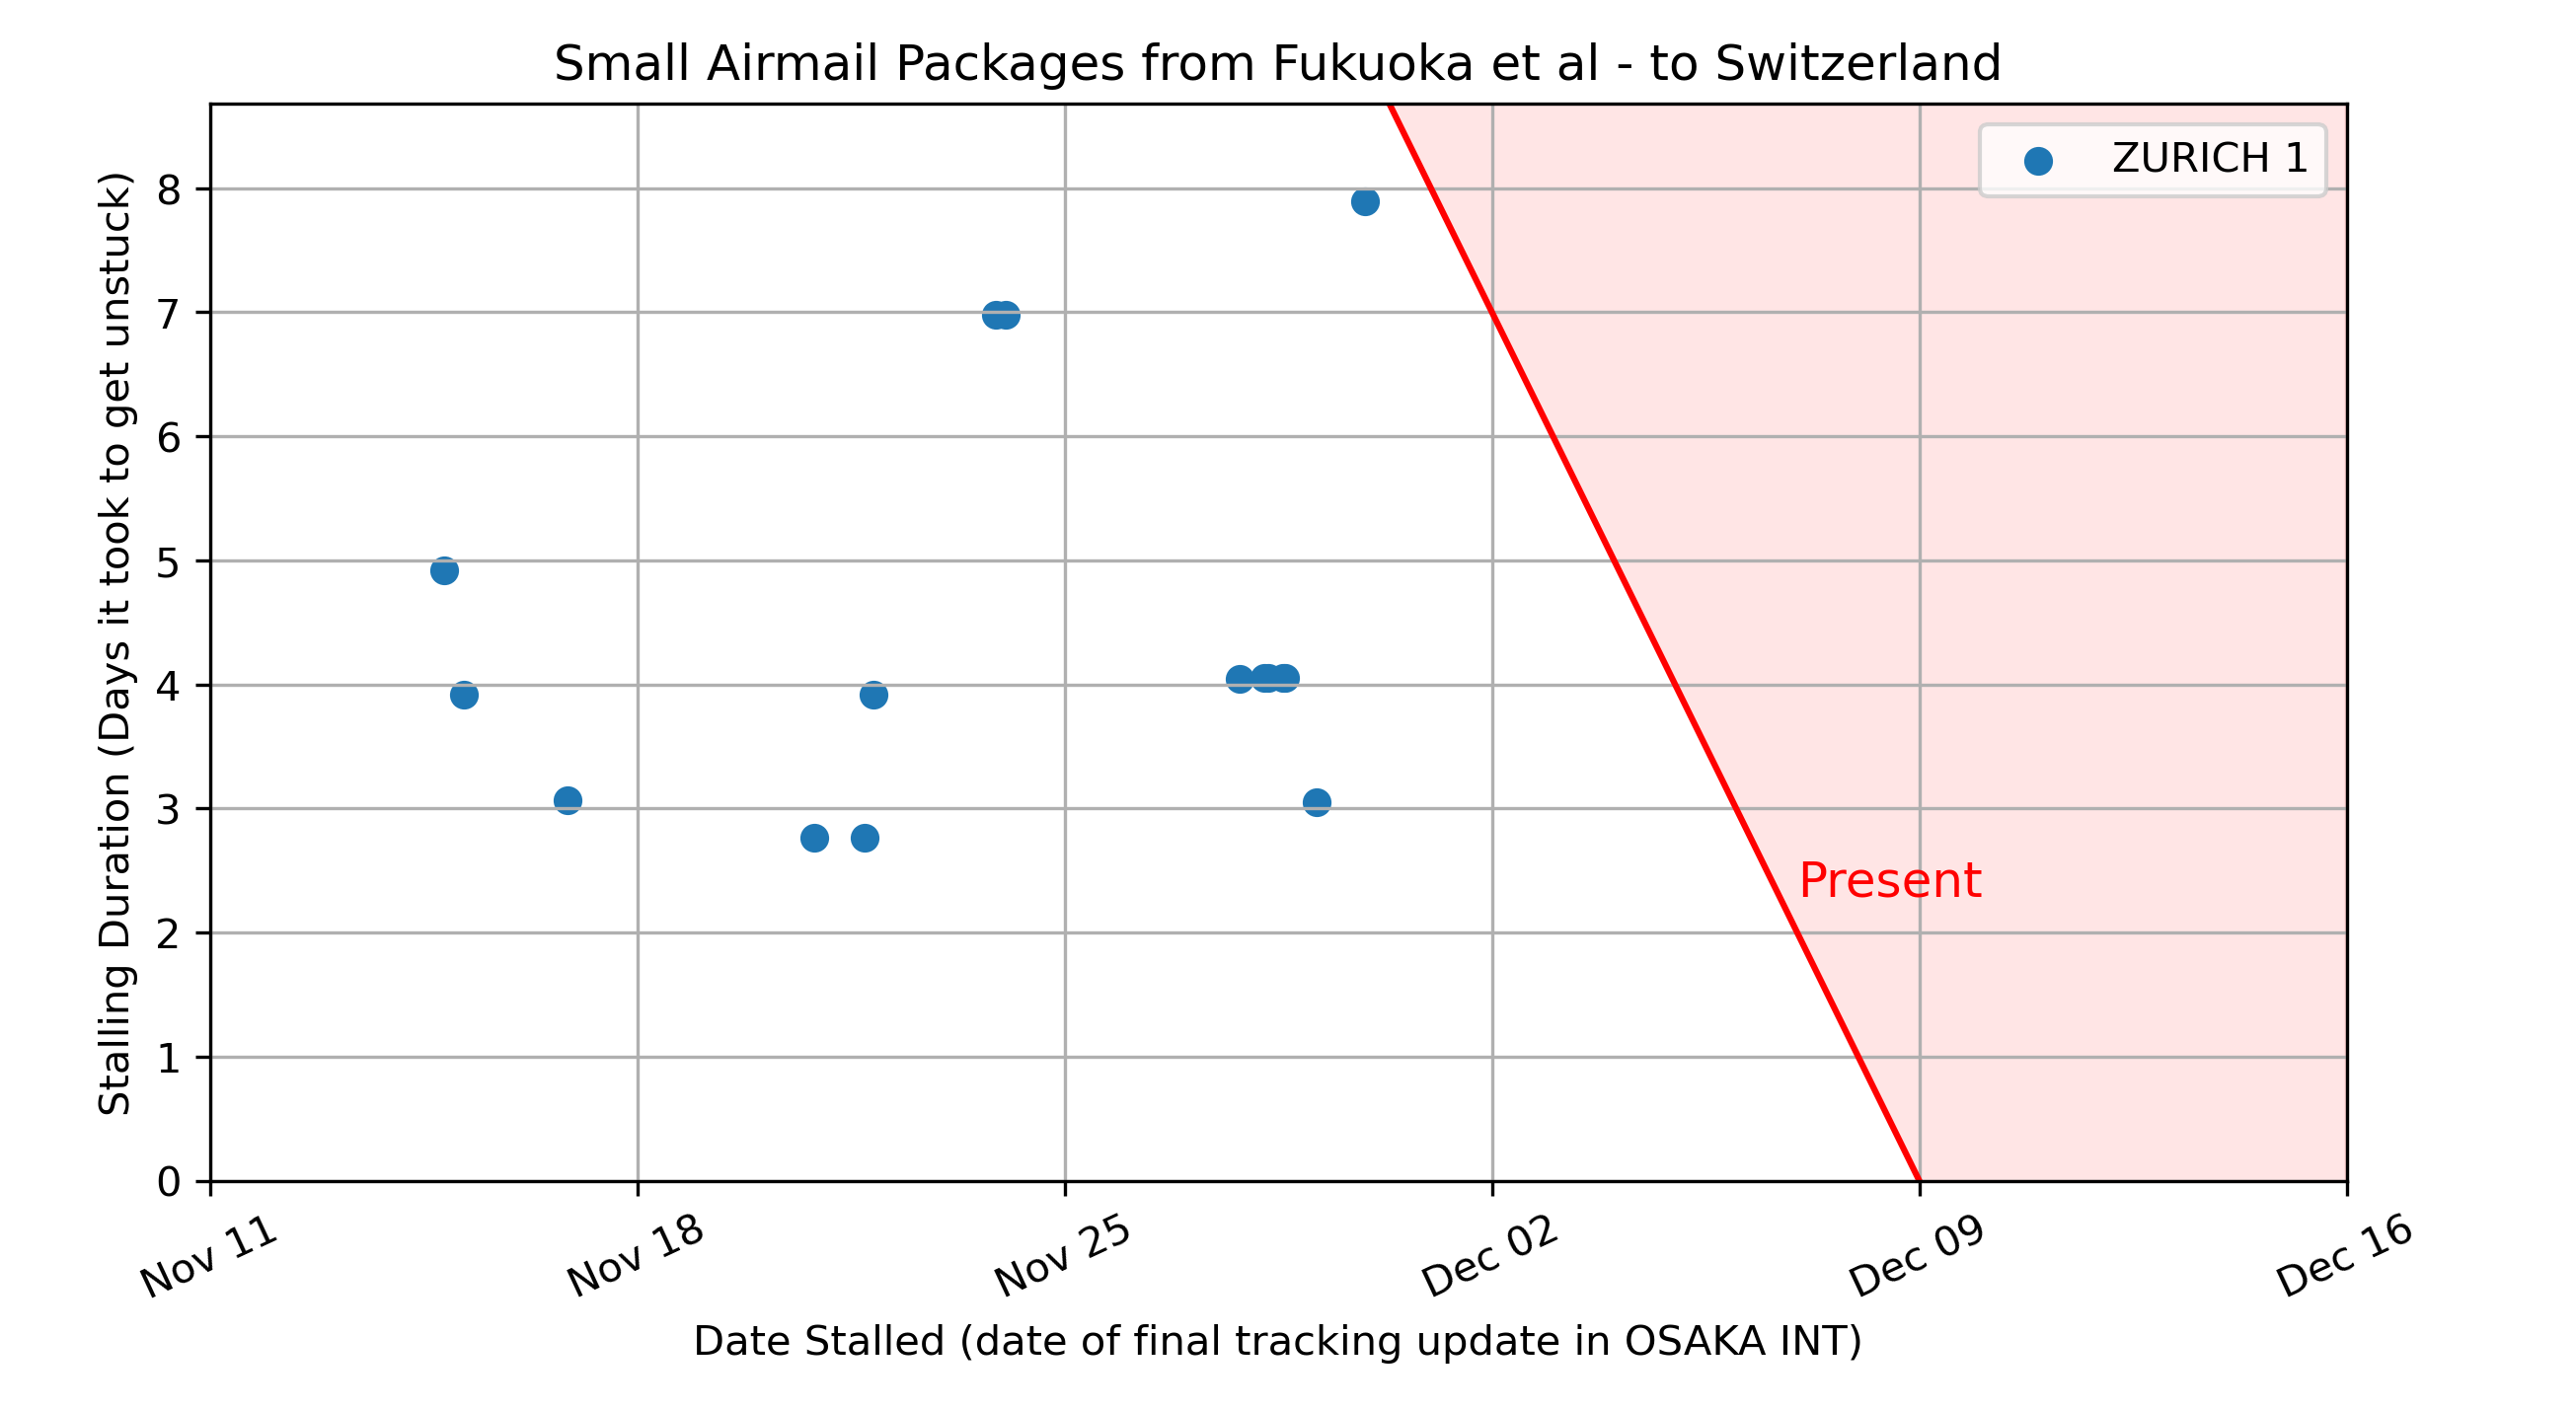 Small Airmail Packages from Fukuoka et al - to Switzerland
ZURICH 1
Stalling Duration (Days it took to get unstuck)
8
7
6
5
4
3
2
1
0
Present
Nov 11
Nov 18
Nov 25
Dec 02
Dec 09
Dec 16
Date Stalled (date of final tracking update in OSAKA INT)